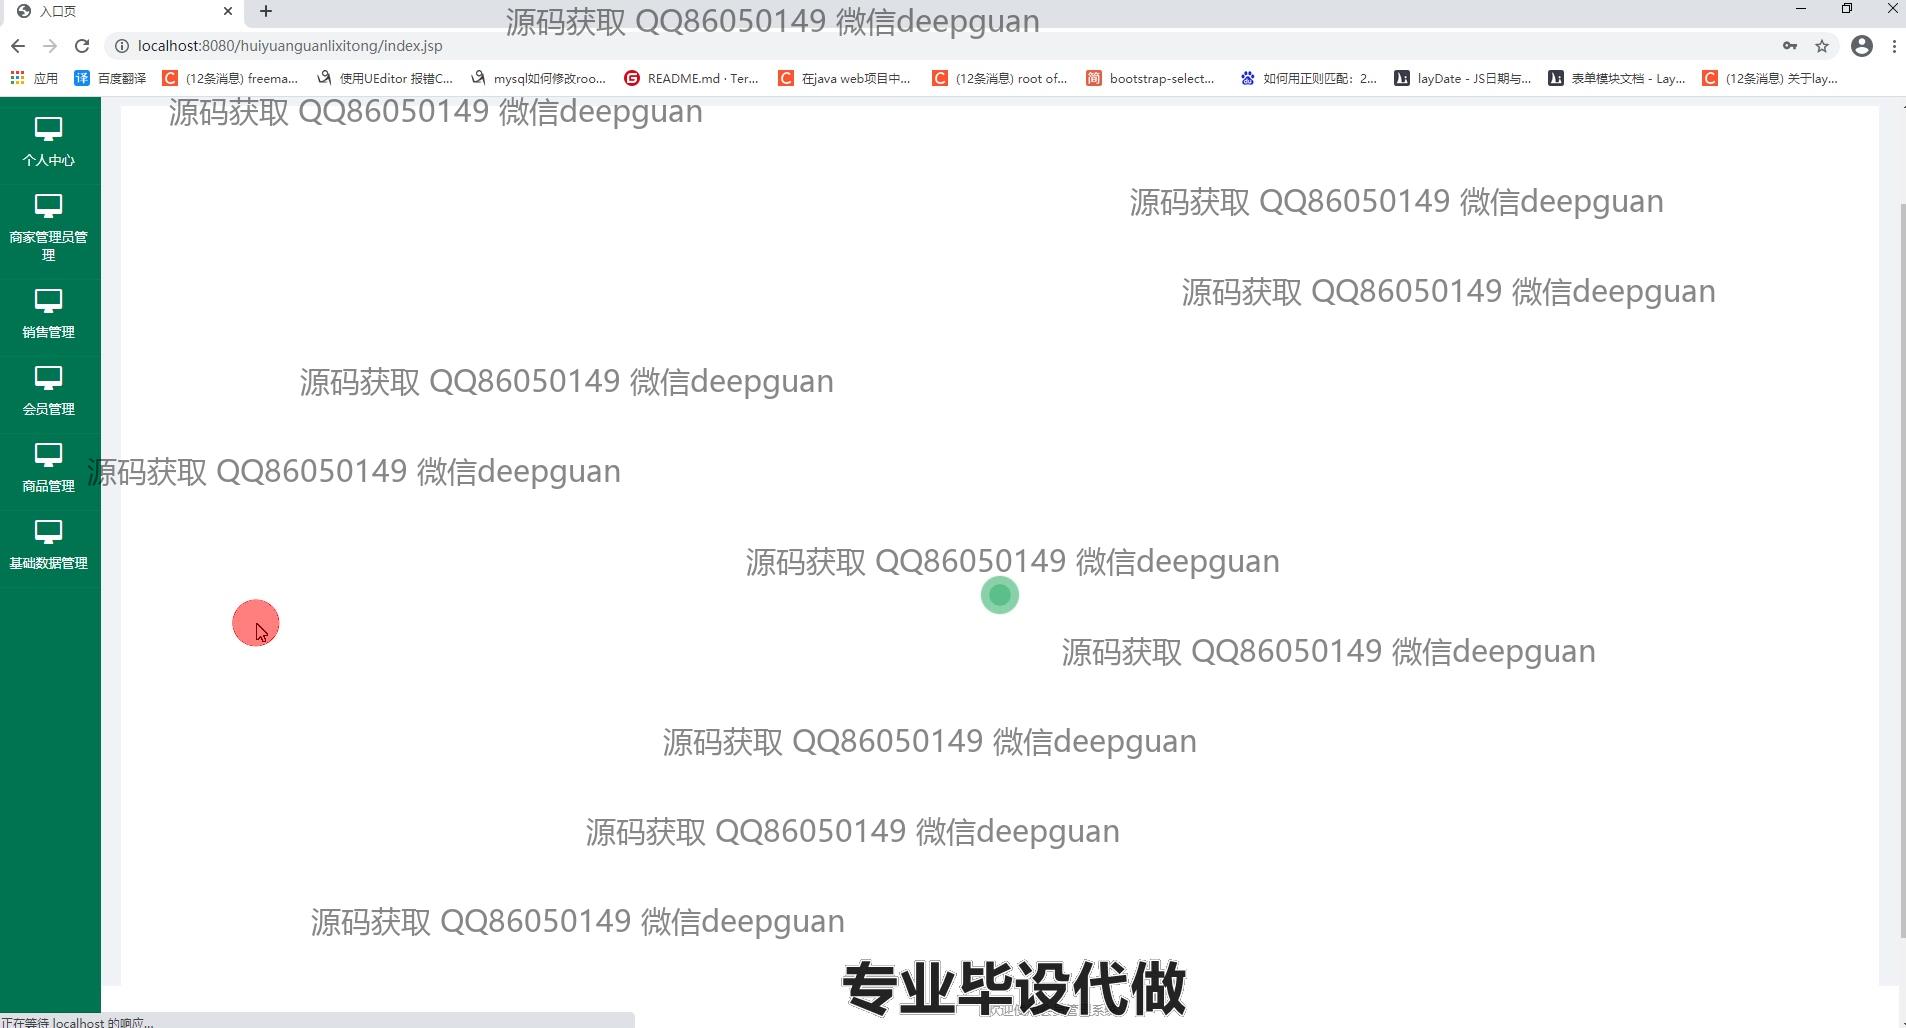 入口页
源码获取 QQ86050149 微信deepguan
localhost:8080/huiyuanguanlixitong/index.jsp
应用 百度翻译 (12条消息) freema... 使用UEditor 报错C... mysql如何修改roo... README.md · Ter... 在java web项目中... (12条消息) root of... bootstrap-select... 如何用正则匹配：2... layDate - JS日期与... 表单模块文档 - Lay... (12条消息) 关于lay...
源码获取 QQ86050149 微信deepguan
个人中心
源码获取 QQ86050149 微信deepguan
商家管理员管
理
源码获取 QQ86050149 微信deepguan
销售管理
源码获取 QQ86050149 微信deepguan
会员管理
源码获取 QQ86050149 微信deepguan
商品管理
源码获取 QQ86050149 微信deepguan
基础数据管理
源码获取 QQ86050149 微信deepguan
源码获取 QQ86050149 微信deepguan
源码获取 QQ86050149 微信deepguan
源码获取 QQ86050149 微信deepguan
专业毕设代做
正在等待 localhost 的响应...